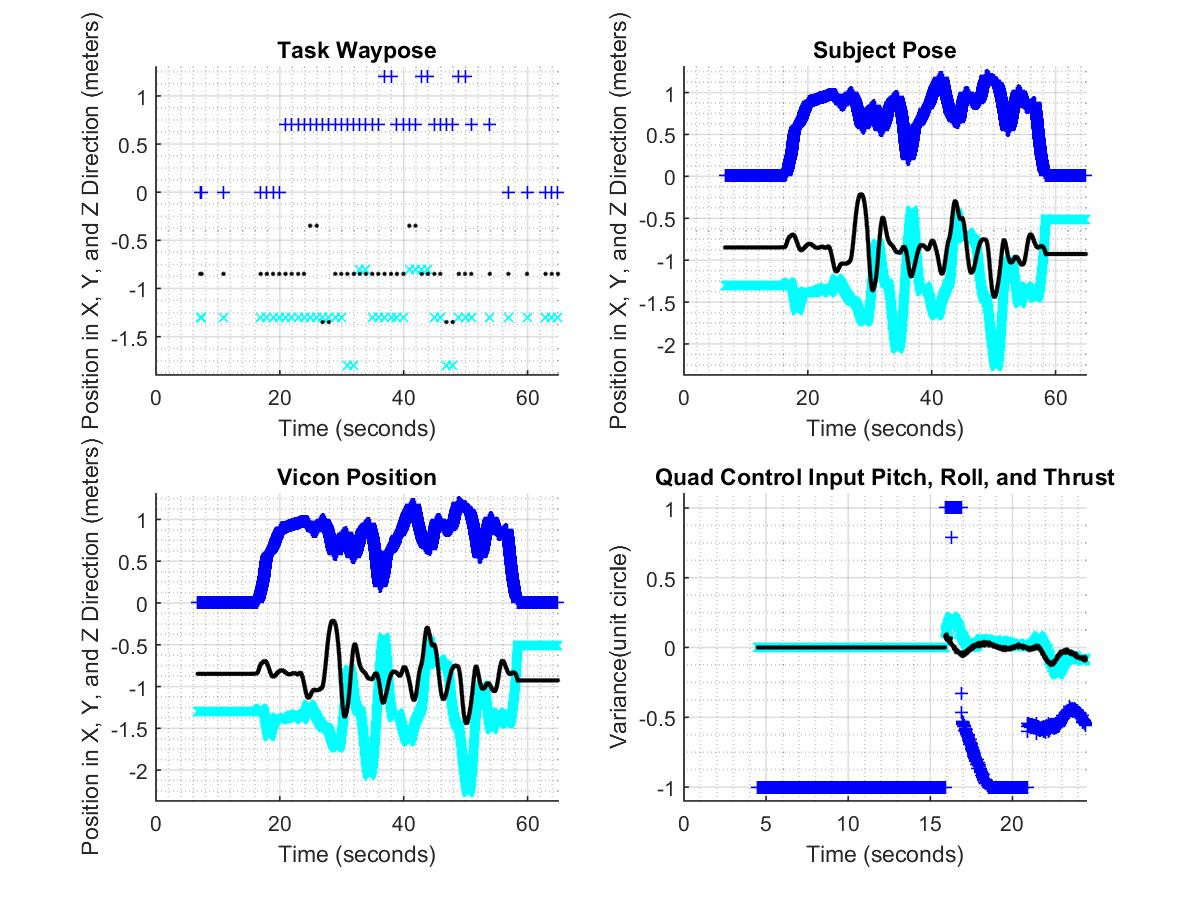 Task Waypose
Position in X, Y, and Z Direction (meters)
1
0.5
0
-0.5
-1
-1.5
0 20 40 60
Time (seconds)
Subject Pose
Position in X, Y, and Z Direction (meters)
1
0.5
0
-0.5
-1
-1.5
-2
0 20 40 60
Time (seconds)
Vicon Position
Position in X, Y, and Z Direction (meters)
1
0.5
0
-0.5
-1
-1.5
-2
0 20 40 60
Time (seconds)
Quad Control Input Pitch, Roll, and Thrust
Variance(unit circle)
1
0.5
0
-0.5
-1
0 5 10 15 20
Time (seconds)